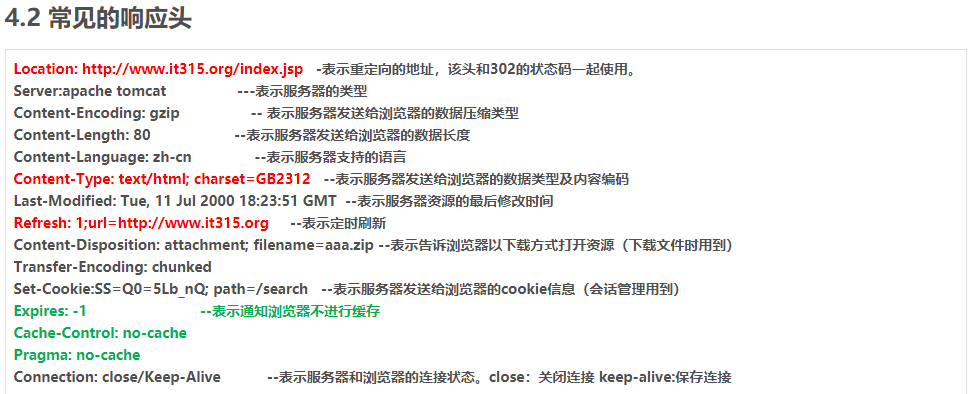 4.2 常见的响应头
Location: http://www.it315.org/index.jsp -表示重定向的地址，该头和302的状态码一起使用。
Server:apache tomcat ---表示服务器的类型
Content-Encoding: gzip -- 表示服务器发送给浏览器的数据压缩类型
Content-Length: 80 --表示服务器发送给浏览器的数据长度
Content-Language: zh-cn --表示服务器支持的语言
Content-Type: text/html; charset=GB2312 --表示服务器发送给浏览器的数据类型及内容编码
Last-Modified: Tue, 11 Jul 2000 18:23:51 GMT --表示服务器资源的最后修改时间
Refresh: 1;url=http://www.it315.org --表示定时刷新
Content-Disposition: attachment; filename=aaa.zip --表示告诉浏览器以下载方式打开资源（下载文件时用到）
Transfer-Encoding: chunked
Set-Cookie:SS=Q0=5Lb_nQ; path=/search --表示服务器发送给浏览器的cookie信息（会话管理用到）
Expires: -1 --表示通知浏览器不进行缓存
Cache-Control: no-cache
Pragma: no-cache
Connection: close/Keep-Alive --表示服务器和浏览器的连接状态。close：关闭连接 keep-alive:保存连接